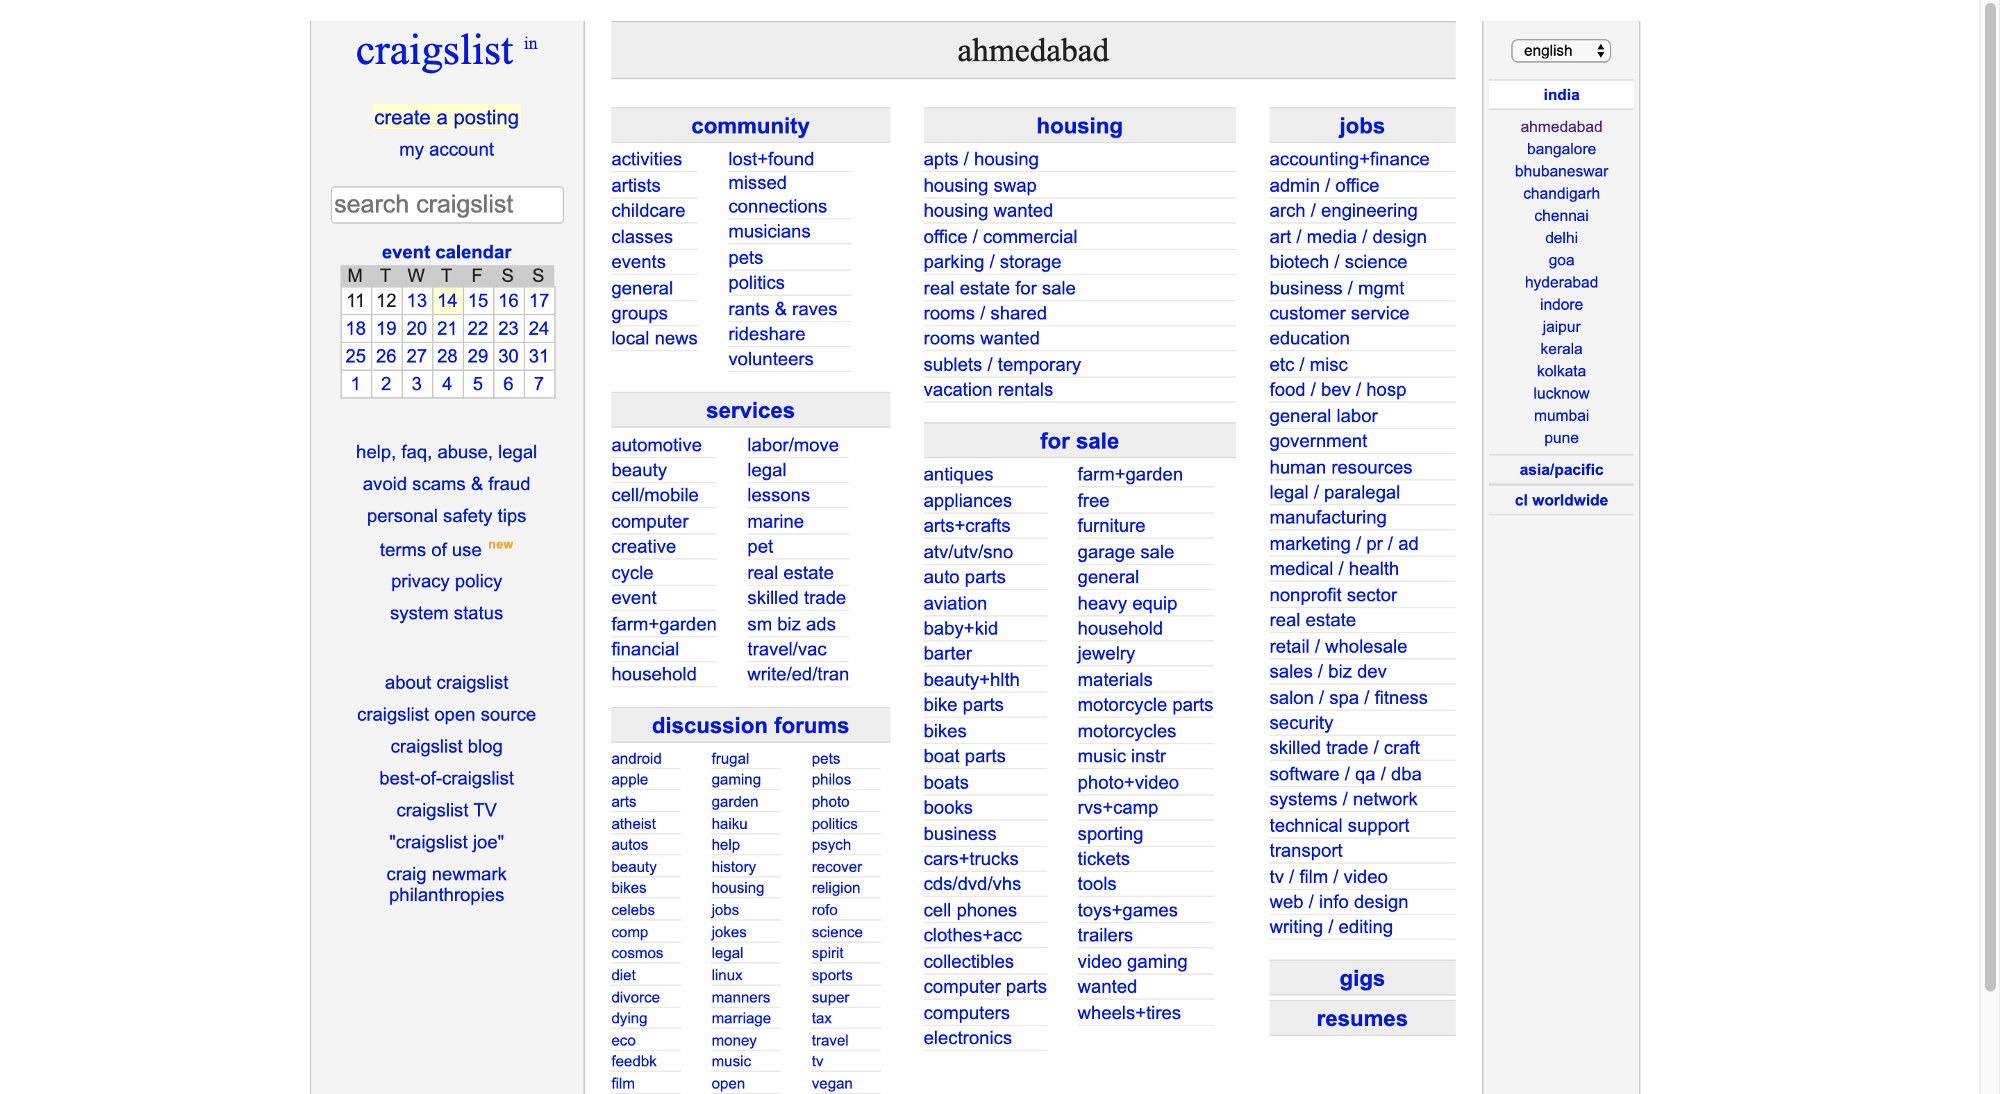 craigslist in
create a posting
my account
search craigslist
event calendar
M T W T F S S
11 12 13 14 15 16 17
18 19 20 21 22 23 24
25 26 27 28 29 30 31
1 2 3 4 5 6 7
help, faq, abuse, legal
avoid scams & fraud
personal safety tips
terms of use new
privacy policy
system status
about craigslist
craigslist open source
craigslist blog
best-of-craigslist
craigslist TV
"craigslist joe"
craig newmark
philanthropies
ahmedabad
community
activities
artists
childcare
classes
events
general
groups
local news
lost+found
missed
connections
musicians
pets
politics
rants & raves
rideshare
volunteers
services
automotive
beauty
cell/mobile
computer
creative
cycle
event
farm+garden
financial
household
labor/move
legal
lessons
marine
pet
real estate
skilled trade
sm biz ads
travel/vac
write/ed/tran
discussion forums
android
apple
arts
atheist
autos
beauty
bikes
celebs
comp
cosmos
diet
divorce
dying
eco
feedbk
film
frugal
gaming
garden
haiku
help
history
housing
jobs
jokes
legal
linux
manners
marriage
money
music
open
pets
philos
photo
politics
psych
recover
religion
rofo
science
spirit
sports
super
tax
travel
tv
vegan
housing
apts / housing
housing swap
housing wanted
office / commercial
parking / storage
real estate for sale
rooms / shared
rooms wanted
sublets / temporary
vacation rentals
for sale
antiques
appliances
arts+crafts
atv/utv/sno
auto parts
aviation
baby+kid
barter
beauty+hlth
bike parts
bikes
boat parts
boats
books
business
cars+trucks
cds/dvd/vhs
cell phones
clothes+acc
collectibles
computer parts
computers
electronics
farm+garden
free
furniture
garage sale
general
heavy equip
household
jewelry
materials
motorcycle parts
motorcycles
music instr
photo+video
rvs+camp
sporting
tickets
tools
toys+games
trailers
video gaming
wanted
wheels+tires
jobs
accounting+finance
admin / office
arch / engineering
art / media / design
biotech / science
business / mgmt
customer service
education
etc / misc
food / bev / hosp
general labor
government
human resources
legal / paralegal
manufacturing
marketing / pr / ad
medical / health
nonprofit sector
real estate
retail / wholesale
sales / biz dev
salon / spa / fitness
security
skilled trade / craft
software / qa / dba
systems / network
technical support
transport
tv / film / video
web / info design
writing / editing
gigs
resumes
english
india
ahmedabad
bangalore
bhubaneswar
chandigarh
chennai
delhi
goa
hyderabad
indore
jaipur
kerala
kolkata
lucknow
mumbai
pune
asia/pacific
cl worldwide